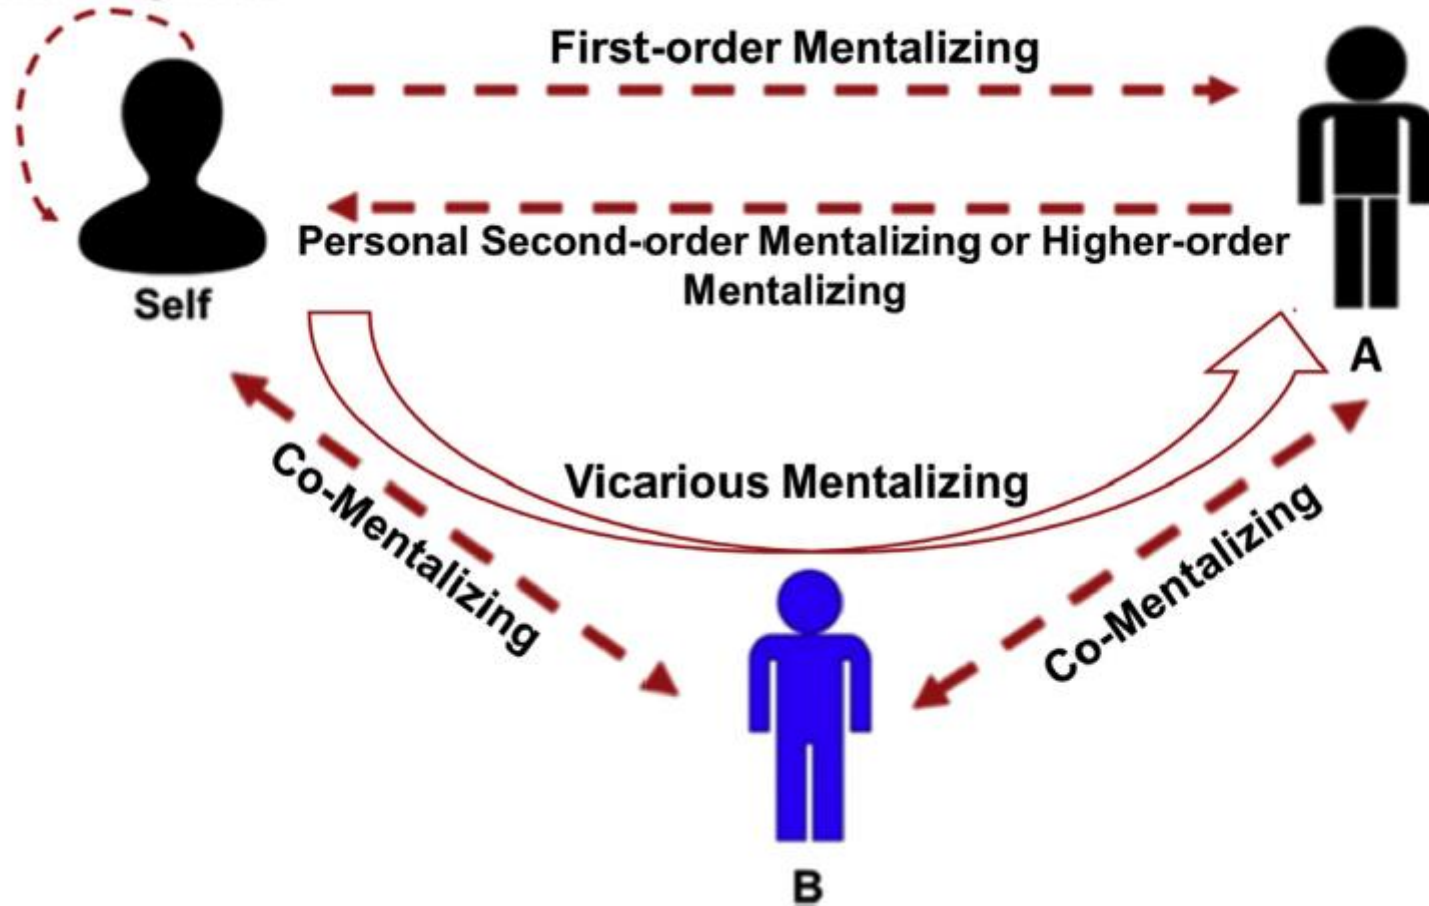 First-order Mentalizing
Personal Second-order Mentalizing or Higher-order
Mentalizing
Self
A
Vicarious Mentalizing
Co-Mentalizing
Co-Mentalizing
B